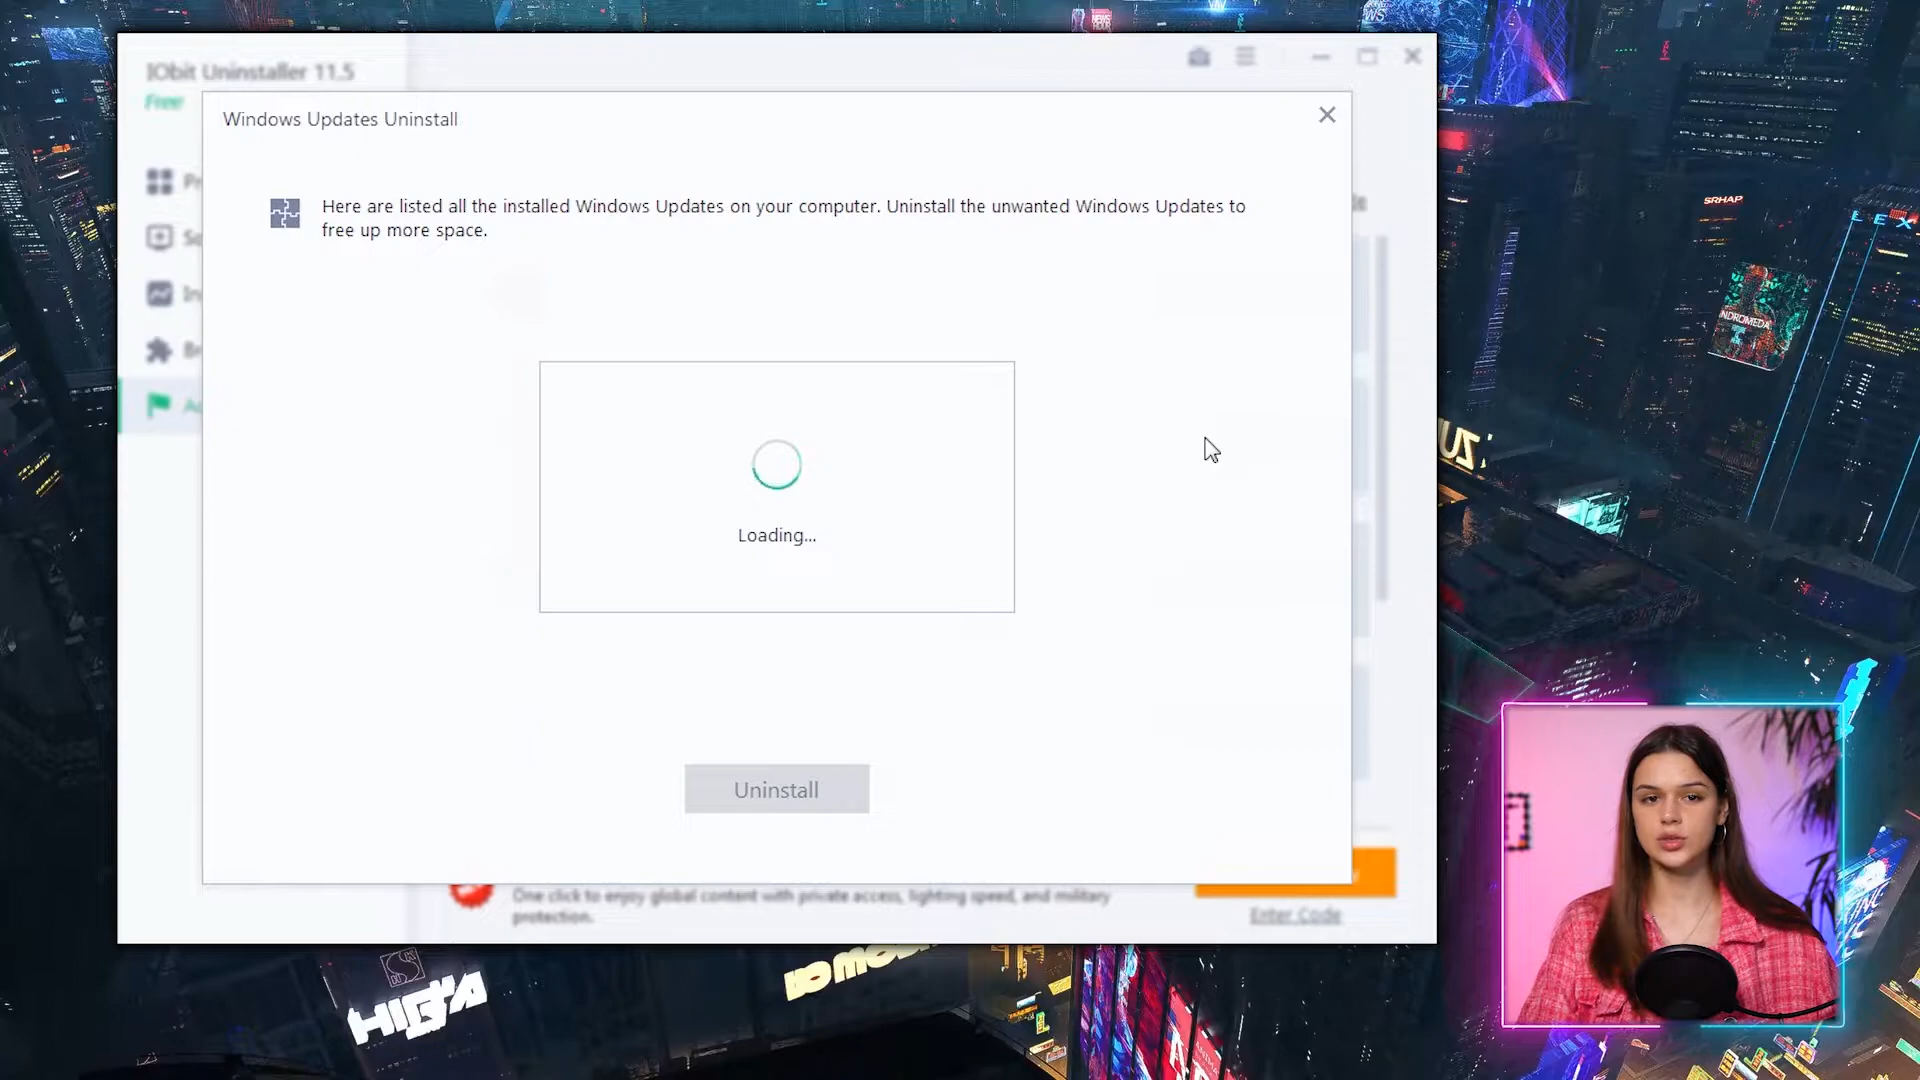 IObit Uninstaller 11.5
Free
Windows Updates Uninstall
Here are listed all the installed Windows Updates on your computer. Uninstall the unwanted Windows Updates to
free up more space.
Loading...
Uninstall
One click to enjoy global content with private access, lighting speed, and military
protection.
Enter Code
SRHAP
NDROMEDA